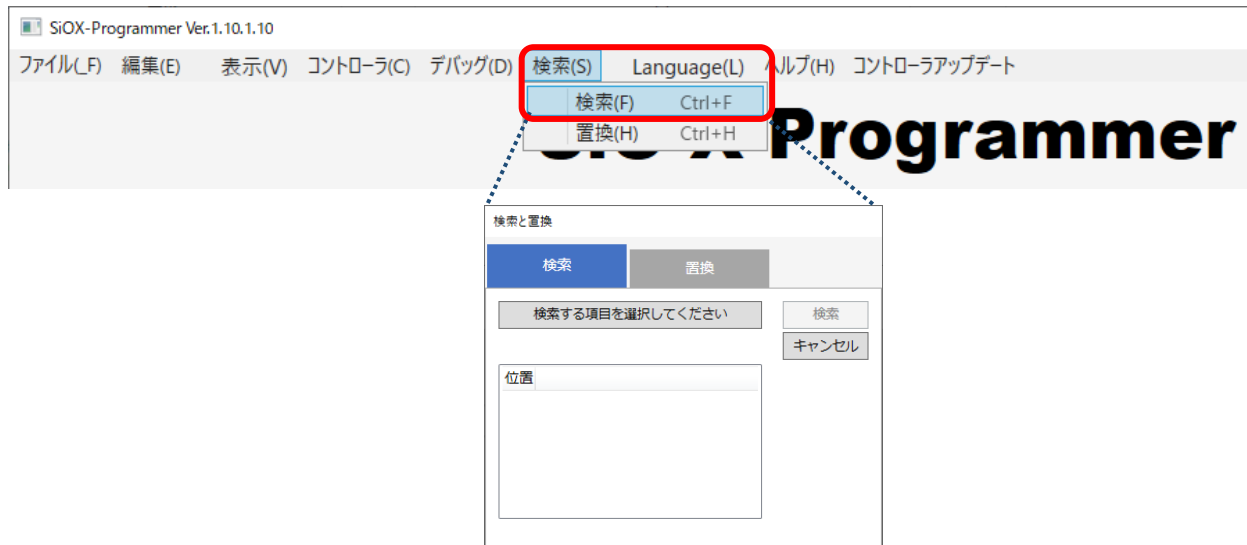 SiOX-Programmer Ver.1.10.1.10
ファイル(_F) 編集(E) 表示(V) コントローラ(C) デバッグ(D) 検索(S) Language(L) ヘルプ(H) コントローラアップデート
検索(F) Ctrl+F
置換(H) Ctrl+H
SiO X Programmer
検索と置換
検索 置換
検索する項目を選択してください 検索
キャンセル
位置